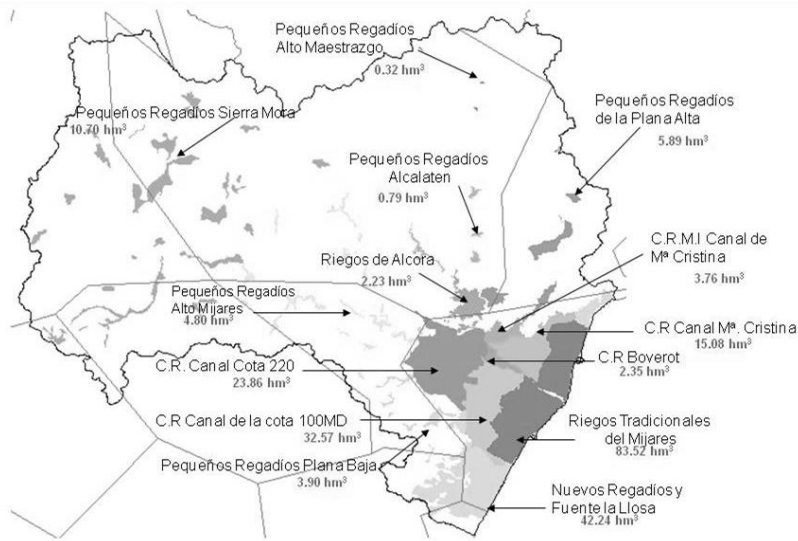 Pequeños Regadíos
Alto Maestrazgo
0.32 hm³
Pequeños Regadíos Sierra Mora
10.70 hm³
Pequeños Regadíos
de la Plana Alta
5.89 hm³
Pequeños Regadíos
Alcalaten
0.79 hm³
C.R.M.I Canal de
Mª Cristina
3.76 hm³
Riegos de Alcora
2.23 hm³
Pequeños Regadíos
Alto Mijares
4.80 hm³
C.R Canal Mª. Cristina
15.08 hm³
C.R. Canal Cota 220
23.86 hm³
C.R Boverot
2.35 hm³
C.R Canal de la cota 100MD
32.57 hm³
Riegos Tradicionales
del Mijares
83.52 hm³
Pequeños Regadíos Plana Baja
3.90 hm³
Nuevos Regadíos y
Fuente la Llosa
42.24 hm³